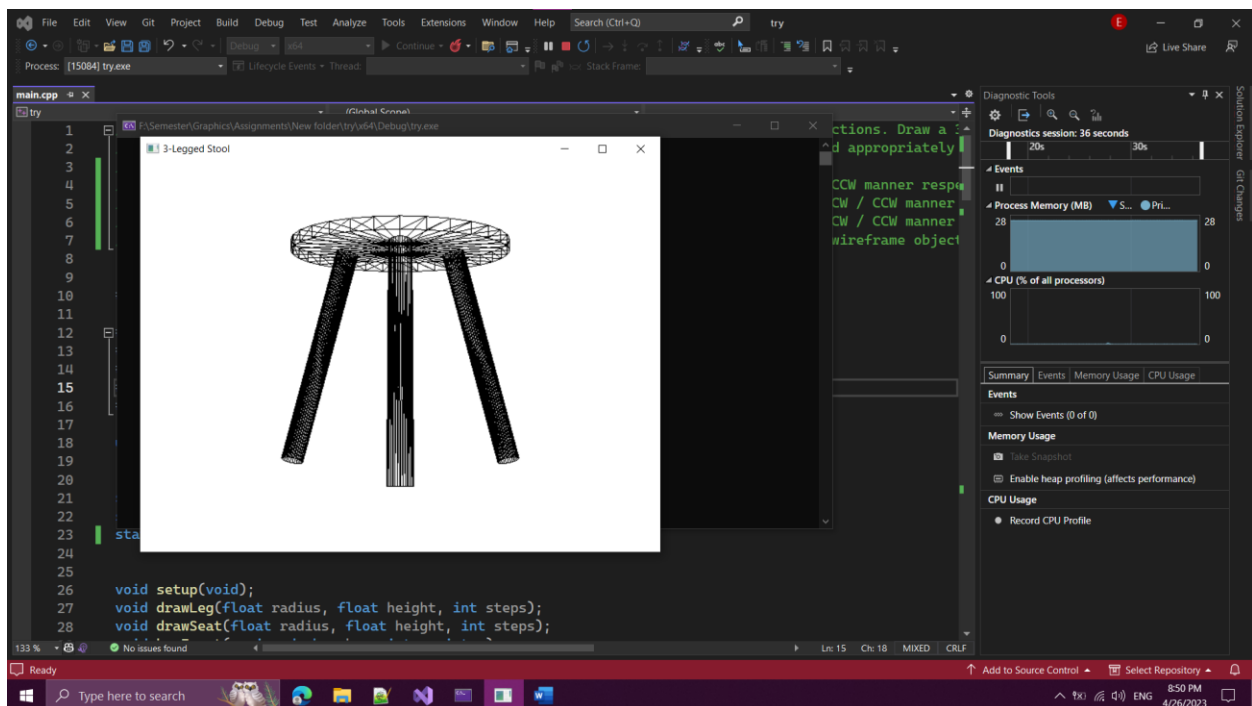 File Edit View Git Project Build Debug Test Analyze Tools Extensions Window Help Search (Ctrl+Q) try E
Debug x64 Continue Live Share
Process: [15084] try.exe Lifecycle Events Thread: Stack Frame:
main.cpp
try (Global Scope)
F:\Semester\Graphics\Assignments\New folder\try\x64\Debug\try.exe
3-Legged Stool
1 ctions. Draw a 3
2 d appropriately
3
4 CCW manner respe
5 CW / CCW manner
6 CW / CCW manner
7 wireframe object
8
9
10
11
12
13
14
15
16
17
18
19
20
21
22
23 sta
24
25
26 void setup(void);
27 void drawLeg(float radius, float height, int steps);
28 void drawSeat(float radius, float height, int steps);
133 % No issues found Ln: 15 Ch: 18 MIXED CRLF
Diagnostic Tools
Diagnostics session: 36 seconds
20s 30s
Events
Process Memory (MB) S... Pri...
28 28
0 0
CPU (% of all processors)
100 100
0 0
Summary Events Memory Usage CPU Usage
Events
Show Events (0 of 0)
Memory Usage
Take Snapshot
Enable heap profiling (affects performance)
CPU Usage
Record CPU Profile
Solution Explorer
Git Changes
Ready Add to Source Control Select Repository
Type here to search ENG 8:50 PM
4/26/2023